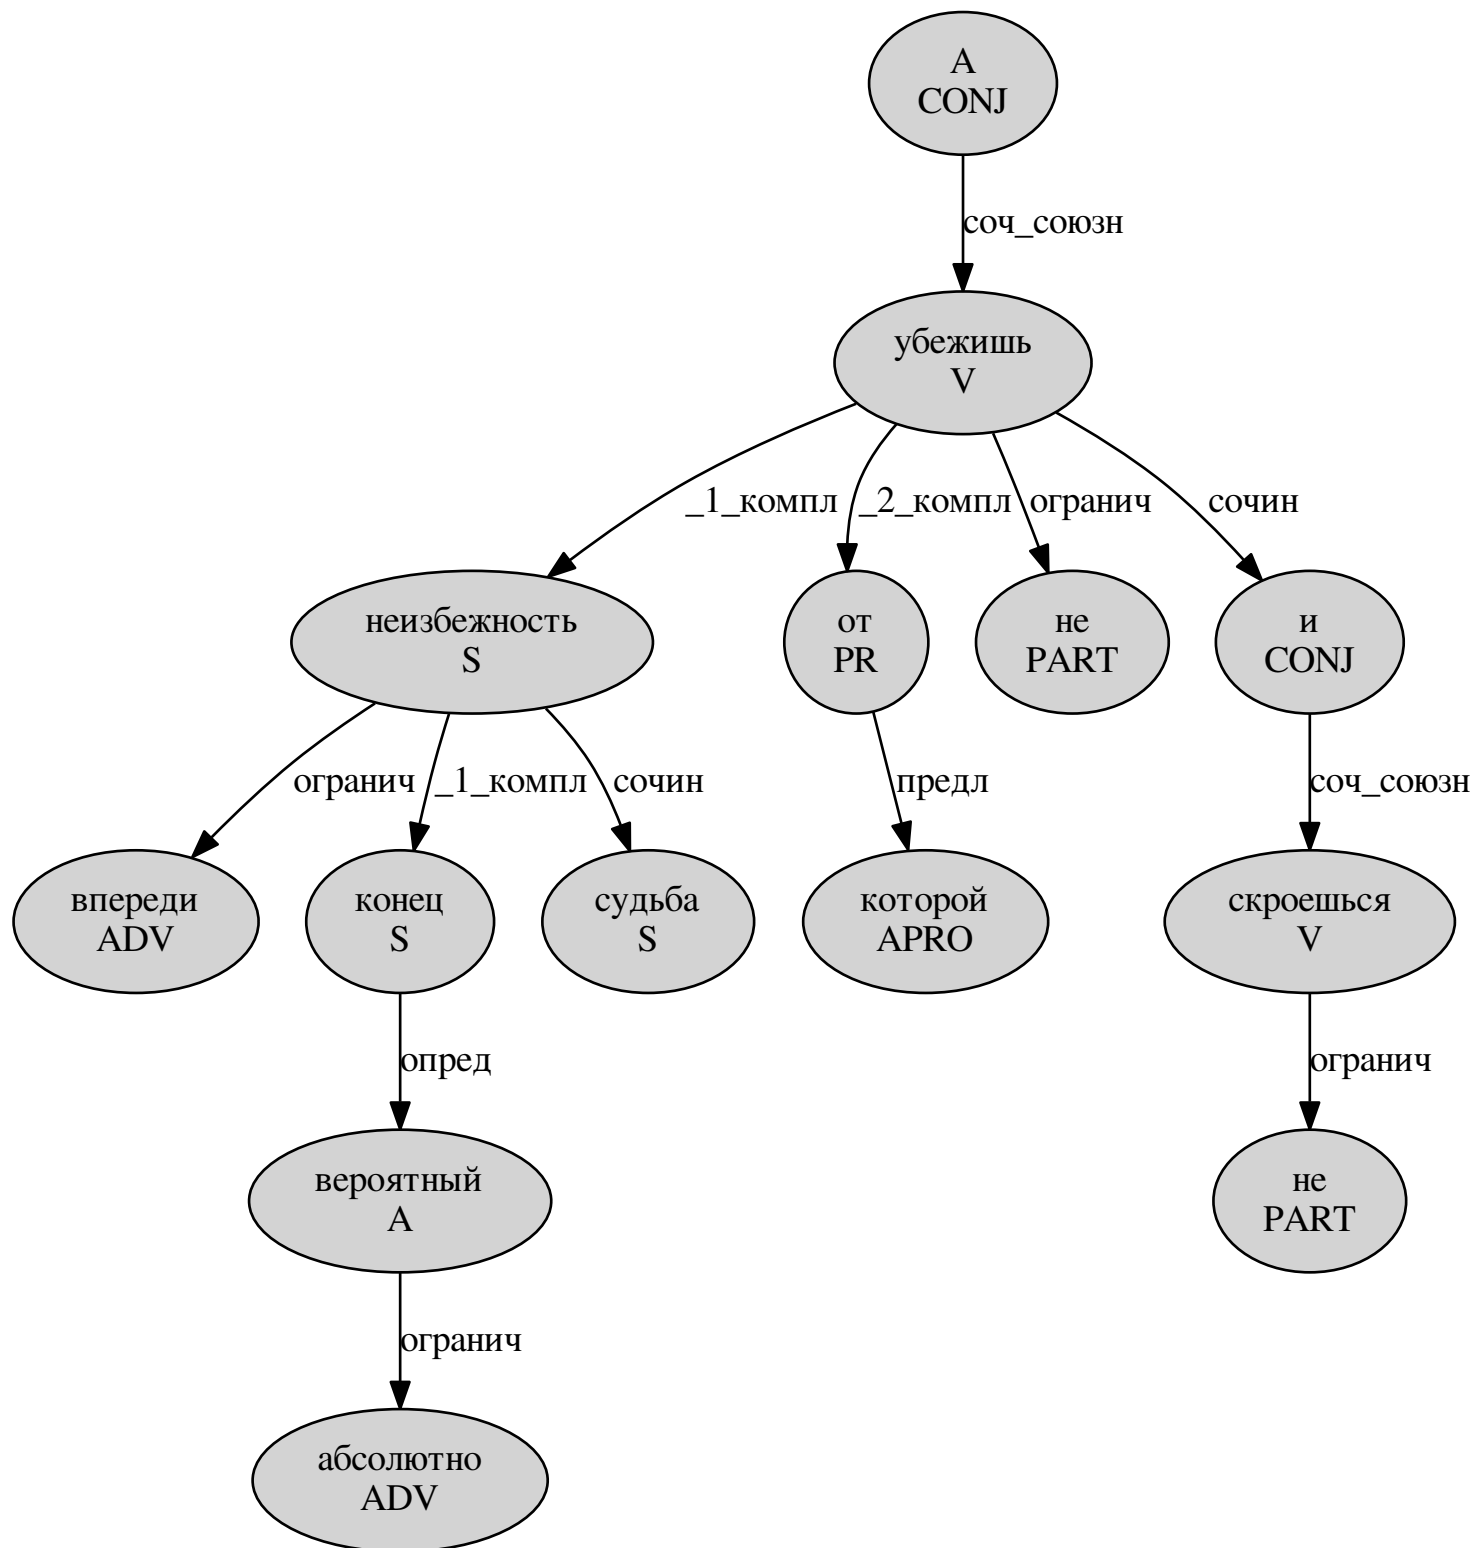 А
CONJ
соч_союзн
убежишь
V
_1_компл
_2_компл
огранич
сочин
неизбежность
S
от
PR
не
PART
и
CONJ
огранич
_1_компл
сочин
предл
соч_союзн
впереди
ADV
конец
S
судьба
S
которой
APRO
скроешься
V
опред
огранич
вероятный
A
не
PART
огранич
абсолютно
ADV